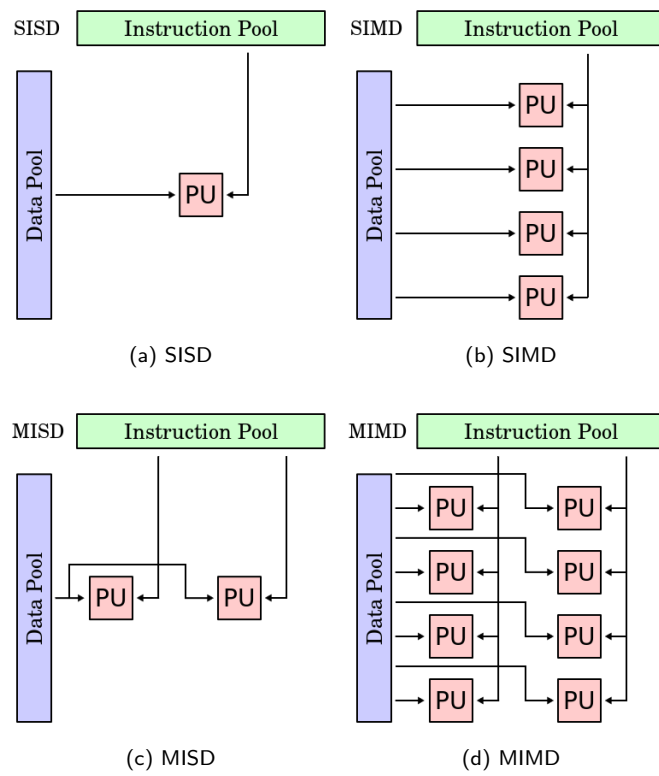 SISD Instruction Pool
Data Pool
PU
(a) SISD
SIMD Instruction Pool
Data Pool
PU
PU
PU
PU
(b) SIMD
MISD Instruction Pool
Data Pool
PU PU
(c) MISD
MIMD Instruction Pool
Data Pool
PU PU
PU PU
PU PU
PU PU
(d) MIMD